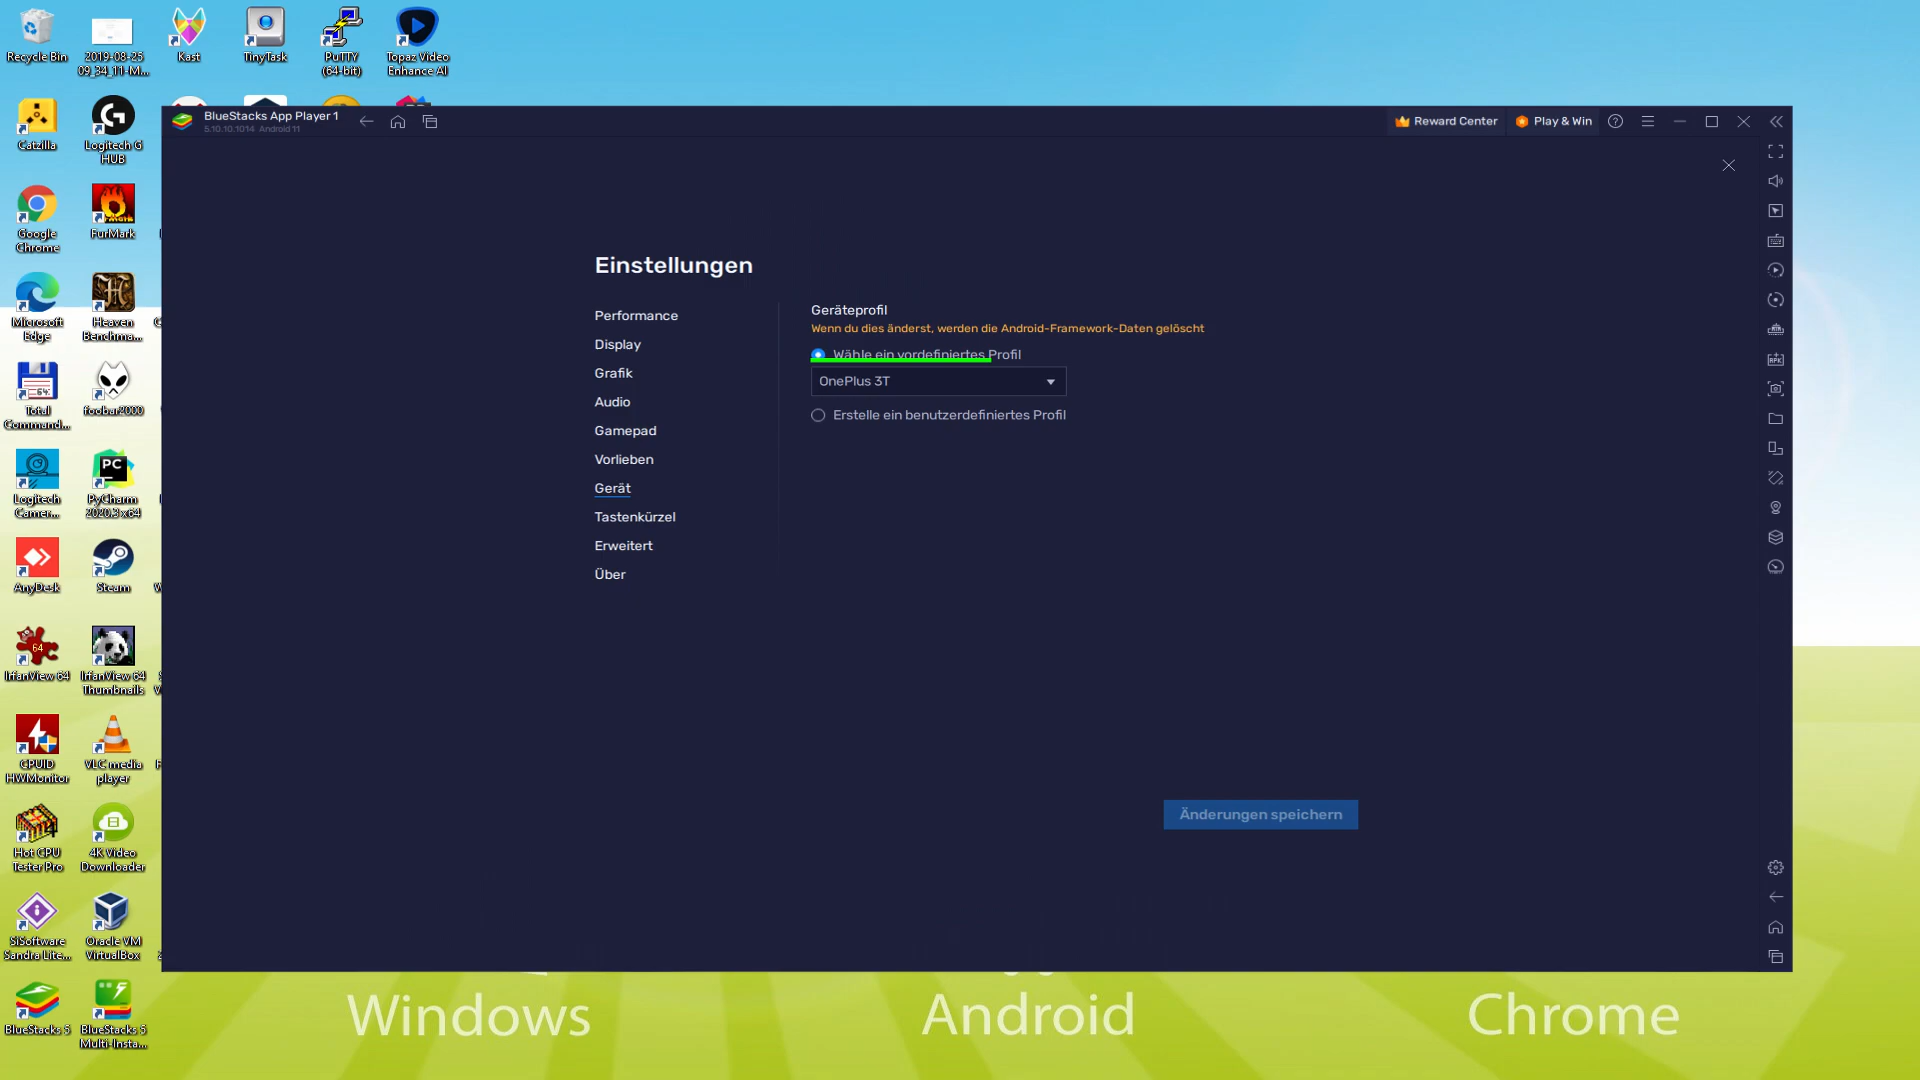 Recycle Bin
2019-08-25
09_34_11-M...
Kast
TinyTask
PuTTY
(64-bit)
Topaz Video
Enhance AI
Catzilla
Logitech G
HUB
BlueStacks App Player 1
5.10.10.1014 Android 11
Reward Center
Play & Win
Google
Chrome
FurMark
Microsoft
Edge
Heaven
Benchma...
Total
Command...
foobar2000
Logitech
Camer...
PyCharm
2020.3 x64
AnyDesk
Steam
IrfanView 64
IrfanView 64
Thumbnails
CPUID
HWMonitor
VLC media
player
Hot CPU
Tester Pro
4K Video
Downloader
SiSoftware
Sandra Lite...
Oracle VM
VirtualBox
BlueStacks 5
BlueStacks 5
Multi-Insta...
Einstellungen
Performance
Display
Grafik
Audio
Gamepad
Vorlieben
Gerät
Tastenkürzel
Erweitert
Über
Geräteprofil
Wenn du dies änderst, werden die Android-Framework-Daten gelöscht
Wähle ein vordefiniertes Profil
OnePlus 3T
Erstelle ein benutzerdefiniertes Profil
Änderungen speichern
Windows
Android
Chrome